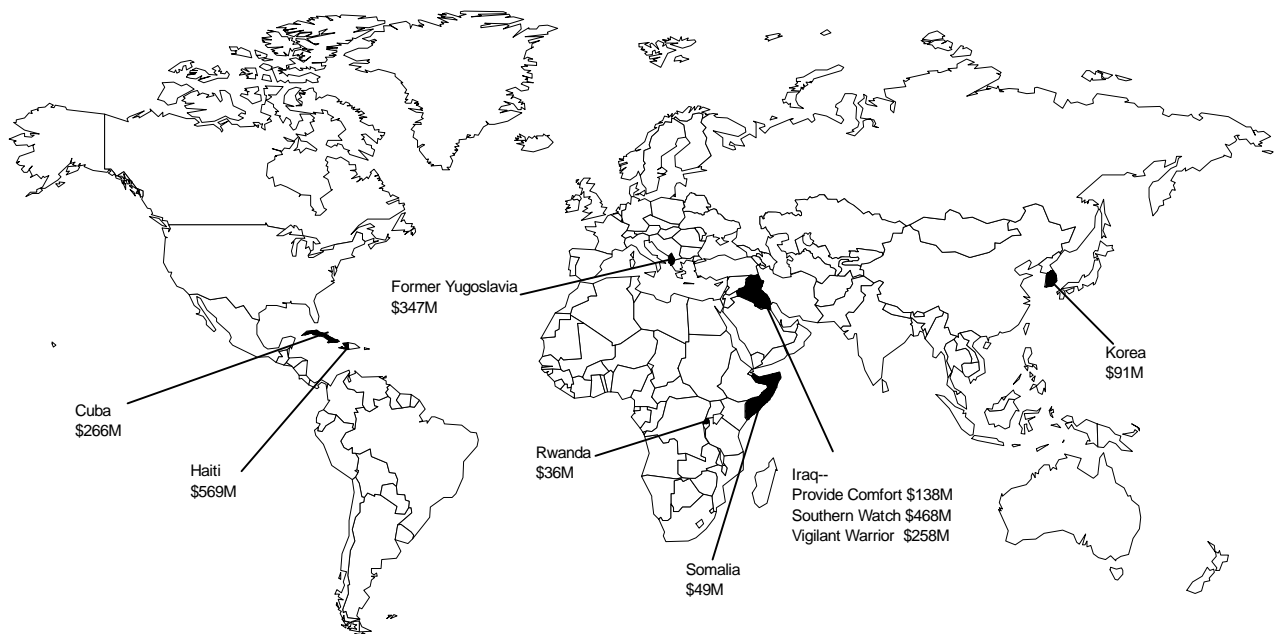 Former Yugoslavia
$347M
Korea
$91M
Cuba
$266M
Haiti
$569M
Rwanda
$36M
Iraq--
Provide Comfort $138M
Southern Watch $468M
Vigilant Warrior $258M
Somalia
$49M